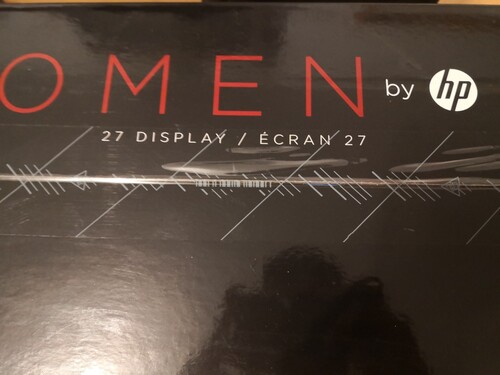 OMEN by hp
27 DISPLAY / ÉCRAN 27